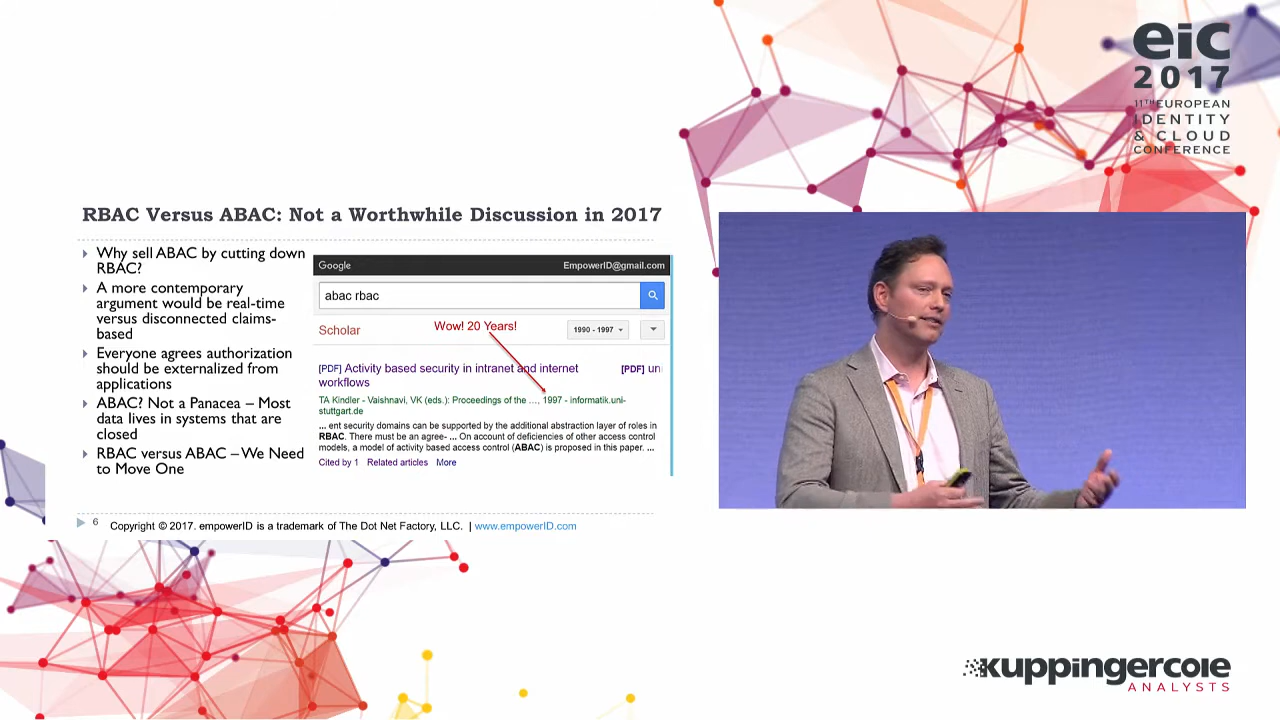 eic
2017
11TH EUROPEAN
IDENTITY
& CLOUD
CONFERENCE
RBAC Versus ABAC: Not a Worthwhile Discussion in 2017
Why sell ABAC by cutting down
RBAC?
A more contemporary
argument would be real-time
versus disconnected claims-
based
Everyone agrees authorization
should be externalized from
applications
ABAC? Not a Panacea – Most
data lives in systems that are
closed
RBAC versus ABAC – We Need
to Move One
Google EmpowerID@gmail.com
abac rbac
Scholar Wow! 20 Years! 1990 - 1997
[PDF] Activity based security in intranet and internet [PDF] un
workflows
TA Kindler - Vaishnavi, VK (eds.): Proceedings of the ..., 1997 - informatik.uni-
stuttgart.de
... ent security domains can be supported by the additional abstraction layer of roles in
RBAC. There must be an agree- ... On account of deficiencies of other access control
models, a model of activity based access control (ABAC) is proposed in this paper. ...
Cited by 1 Related articles More
6 Copyright © 2017. empowerID is a trademark of The Dot Net Factory, LLC. | www.empowerID.com
kuppingercole
ANALYSTS